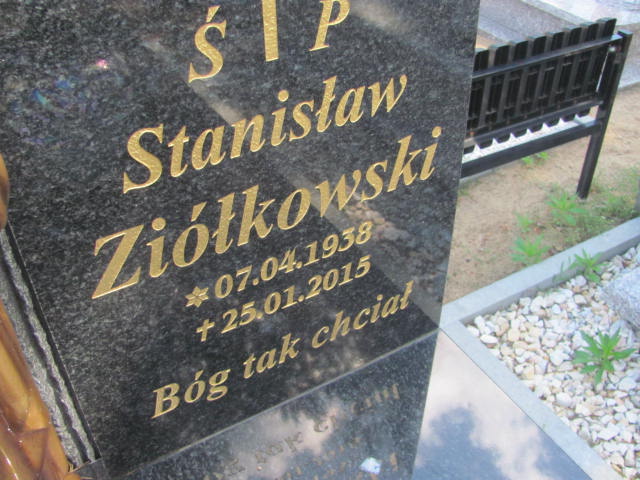 Ś † P
Stanisław
Ziółkowski
* 07.04.1938
† 25.01.2015
Bóg tak chciał